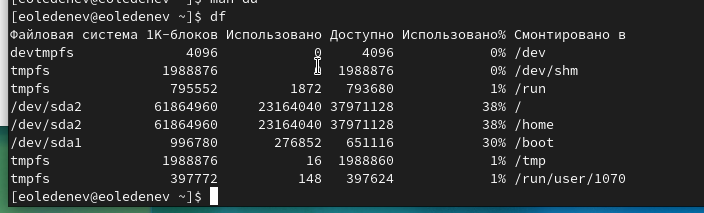 [eoledenev@eoledenev ~]$ man du
[eoledenev@eoledenev ~]$ df
Файловая система 1K-блоков Использовано Доступно Использовано% Смонтировано в
devtmpfs 4096 0 4096 0% /dev
tmpfs 1988876 1988876 0% /dev/shm
tmpfs 795552 1872 793680 1% /run
/dev/sda2 61864960 23164040 37971128 38% /
/dev/sda2 61864960 23164040 37971128 38% /home
/dev/sda1 996780 276852 651116 30% /boot
tmpfs 1988876 16 1988860 1% /tmp
tmpfs 397772 148 397624 1% /run/user/1070
[eoledenev@eoledenev ~]$